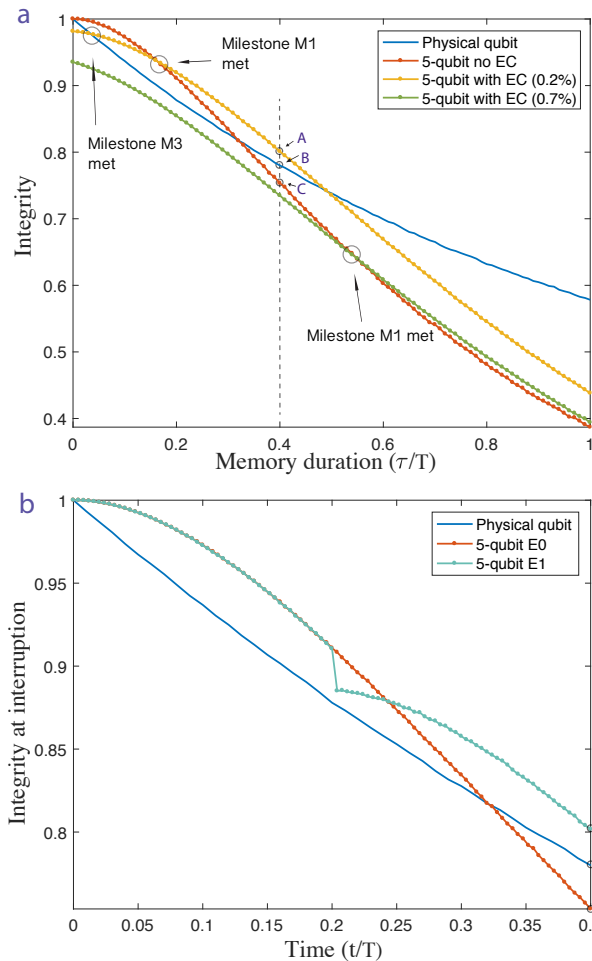 a
Physical qubit
5-qubit no EC
5-qubit with EC (0.2%)
5-qubit with EC (0.7%)
Milestone M1
met
Milestone M3
met
A
B
C
Milestone M1 met
1
0.9
0.8
0.7
0.6
0.5
0.4
Integrity
0
0.2
0.4
0.6
0.8
1
Memory duration (τ/T)
b
Physical qubit
5-qubit E0
5-qubit E1
1
0.95
0.9
0.85
0.8
Integrity at interruption
0
0.05
0.1
0.15
0.2
0.25
0.3
0.35
Time (t/T)